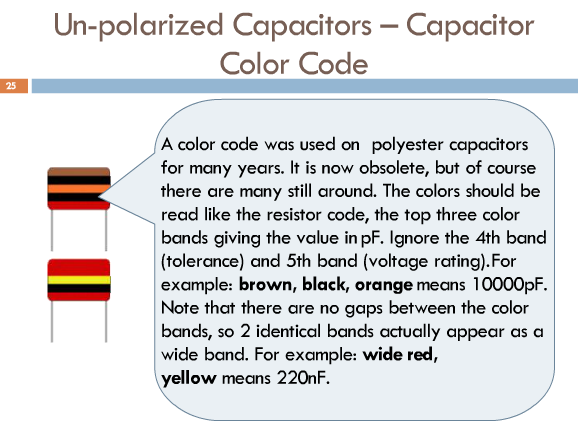 Un-polarized Capacitors – Capacitor
Color Code
25
A color code was used on polyester capacitors
for many years. It is now obsolete, but of course
there are many still around. The colors should be
read like the resistor code, the top three color
bands giving the value in pF. Ignore the 4th band
(tolerance) and 5th band (voltage rating).For
example: brown, black, orange means 10000pF.
Note that there are no gaps between the color
bands, so 2 identical bands actually appear as a
wide band. For example: wide red,
yellow means 220nF.